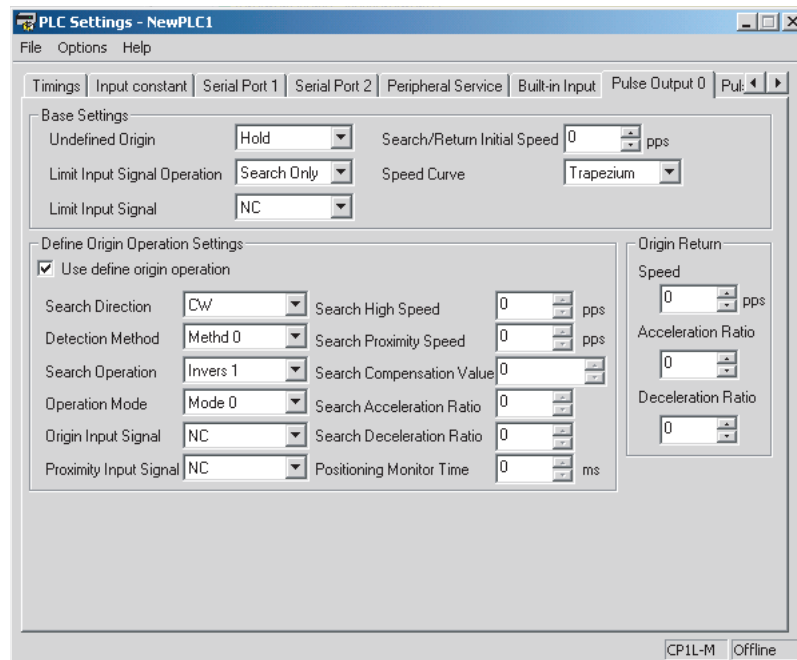 PLC Settings - NewPLC1
File Options Help
Timings Input constant Serial Port 1 Serial Port 2 Peripheral Service Built-in Input Pulse Output 0 Pul
Base Settings
Undefined Origin Hold Search/Return Initial Speed 0 pps
Limit Input Signal Operation Search Only Speed Curve Trapezium
Limit Input Signal NC
Define Origin Operation Settings
Use define origin operation
Search Direction CW Search High Speed 0 pps
Detection Method Methd 0 Search Proximity Speed 0 pps
Search Operation Invers 1 Search Compensation Value 0
Operation Mode Mode 0 Search Acceleration Ratio 0
Origin Input Signal NC Search Deceleration Ratio 0
Proximity Input Signal NC Positioning Monitor Time 0 ms
Origin Return
Speed
0 pps
Acceleration Ratio
0
Deceleration Ratio
0
CP1L-M Offline